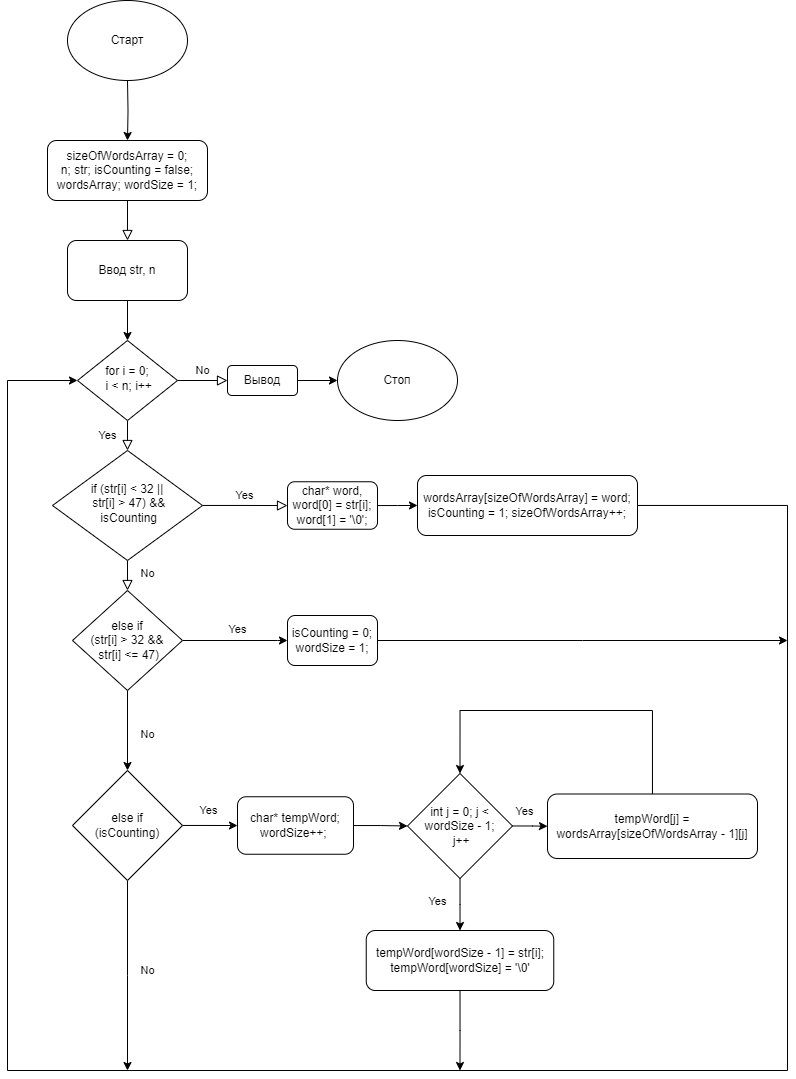 Старт
sizeOfWordsArray = 0;
n; str; isCounting = false;
wordsArray; wordSize = 1;
Ввод str, n
for i = 0;
i < n; i++
No
Вывод
Стоп
Yes
if (str[i] < 32 ||
str[i] > 47) &&
isCounting
Yes
char* word,
word[0] = str[i];
word[1] = '\0';
wordsArray[sizeOfWordsArray] = word;
isCounting = 1; sizeOfWordsArray++;
No
else if
(str[i] > 32 &&
str[i] <= 47)
Yes
isCounting = 0;
wordSize = 1;
No
else if
(isCounting)
Yes
char* tempWord;
wordSize++;
int j = 0; j <
wordSize - 1;
j++
Yes
tempWord[j] =
wordsArray[sizeOfWordsArray - 1][j]
Yes
tempWord[wordSize - 1] = str[i];
tempWord[wordSize] = '\0'
No